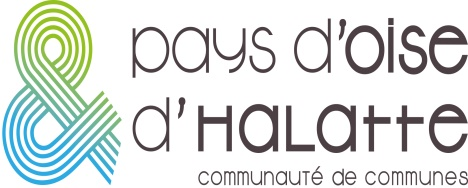 & pays d'oise
d'Halatte
communauté de communes